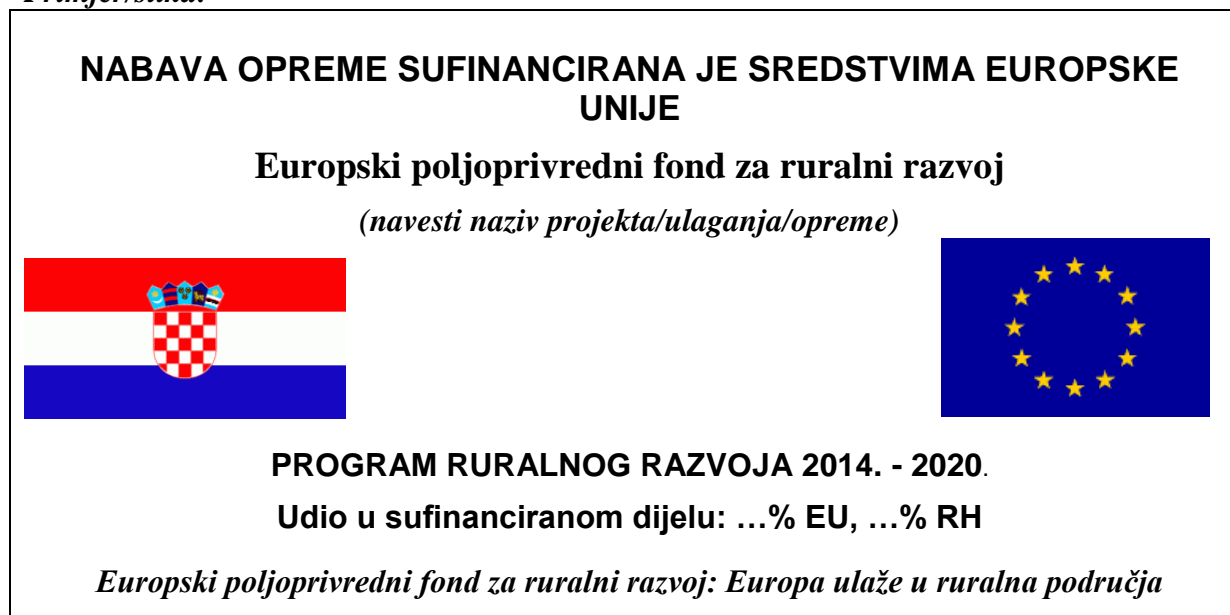 NABAVA OPREME SUFINANCIRANA JE SREDSTVIMA EUROPSKE
UNIJE
Europski poljoprivredni fond za ruralni razvoj
(navesti naziv projekta/ulaganja/opreme)
PROGRAM RURALNOG RAZVOJA 2014. - 2020.
Udio u sufinanciranom dijelu: …% EU, …% RH
Europski poljoprivredni fond za ruralni razvoj: Europa ulaže u ruralna područja